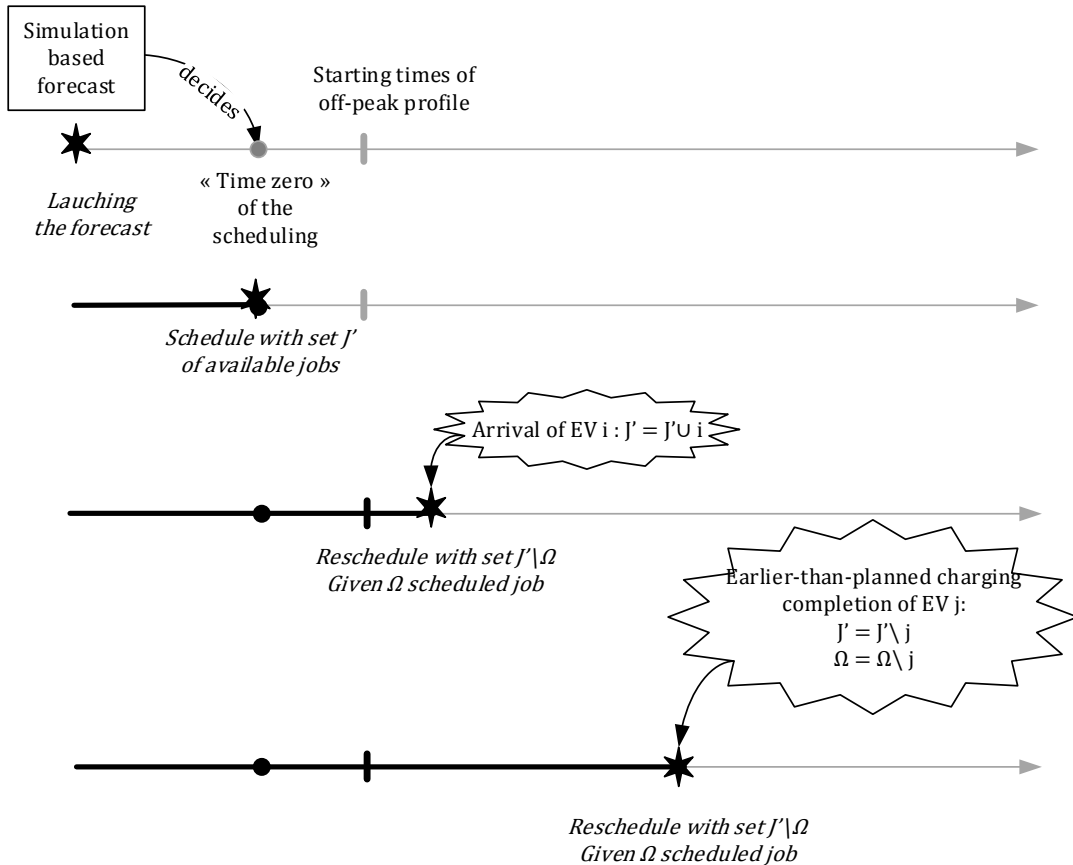 Simulation
based
forecast
decides
Starting times of
off-peak profile
Lauching
the forecast
« Time zero »
of the
scheduling
Schedule with set J’
of available jobs
Arrival of EV i : J’ = J’∪ i
Reschedule with set J’\Ω
Given Ω scheduled job
Earlier-than-planned charging
completion of EV j:
J’ = J’\ j
Ω = Ω\ j
Reschedule with set J’\Ω
Given Ω scheduled job